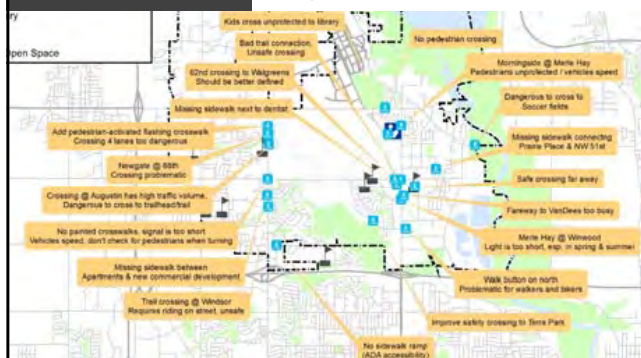 ry
Open Space
Kids cross unprotected to library
Bad trail connection,
Unsafe crossing
62nd crossing to Walgreens
Should be better defined
Missing sidewalk next to dentist
Add pedestrian-activated flashing crosswalk
Crossing 4 lanes too dangerous
Newgate @ 66th
Crossing problematic
Crossing @ Augustin has high traffic volume,
Dangerous to cross to trailhead/trail
No painted crosswalks, signal is too short
Vehicles speed, don't check for pedestrians when turning
Missing sidewalk between
Apartments & new commercial development
Trail crossing @ Windsor
Requires riding on street, unsafe
No sidewalk ramp
(ADA accessibility)
No pedestrian crossing
Morningside @ Merle Hay
Pedestrians unprotected / vehicles speed
Dangerous to cross to
Soccer fields
Missing sidewalk connecting
Prairie Place & NW 51st
Safe crossing far away
Fareway to VanDees too busy
Merle Hay @ Winwood
Light is too short, esp. in spring & summer
Walk button on north
Problematic for walkers and bikers
Improve safety crossing to Terra Park